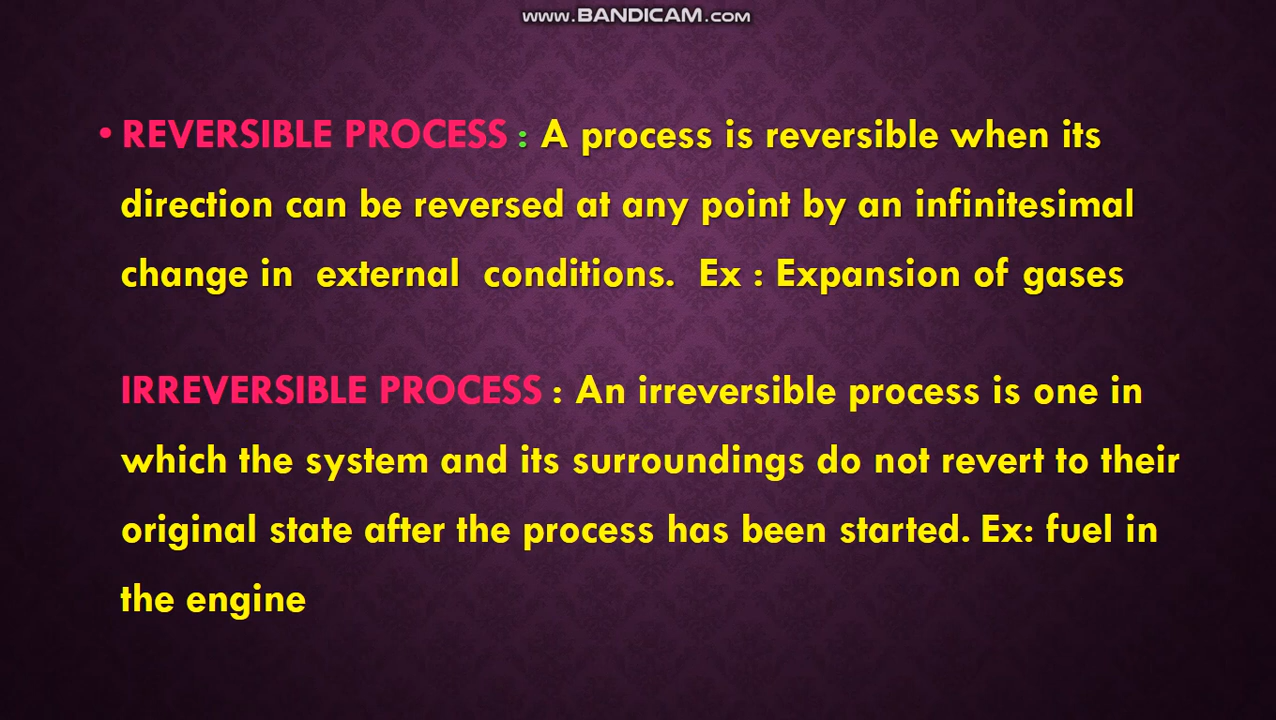 www.BANDICAM.com
• REVERSIBLE PROCESS : A process is reversible when its
direction can be reversed at any point by an infinitesimal
change in external conditions. Ex : Expansion of gases
IRREVERSIBLE PROCESS : An irreversible process is one in
which the system and its surroundings do not revert to their
original state after the process has been started. Ex: fuel in
the engine